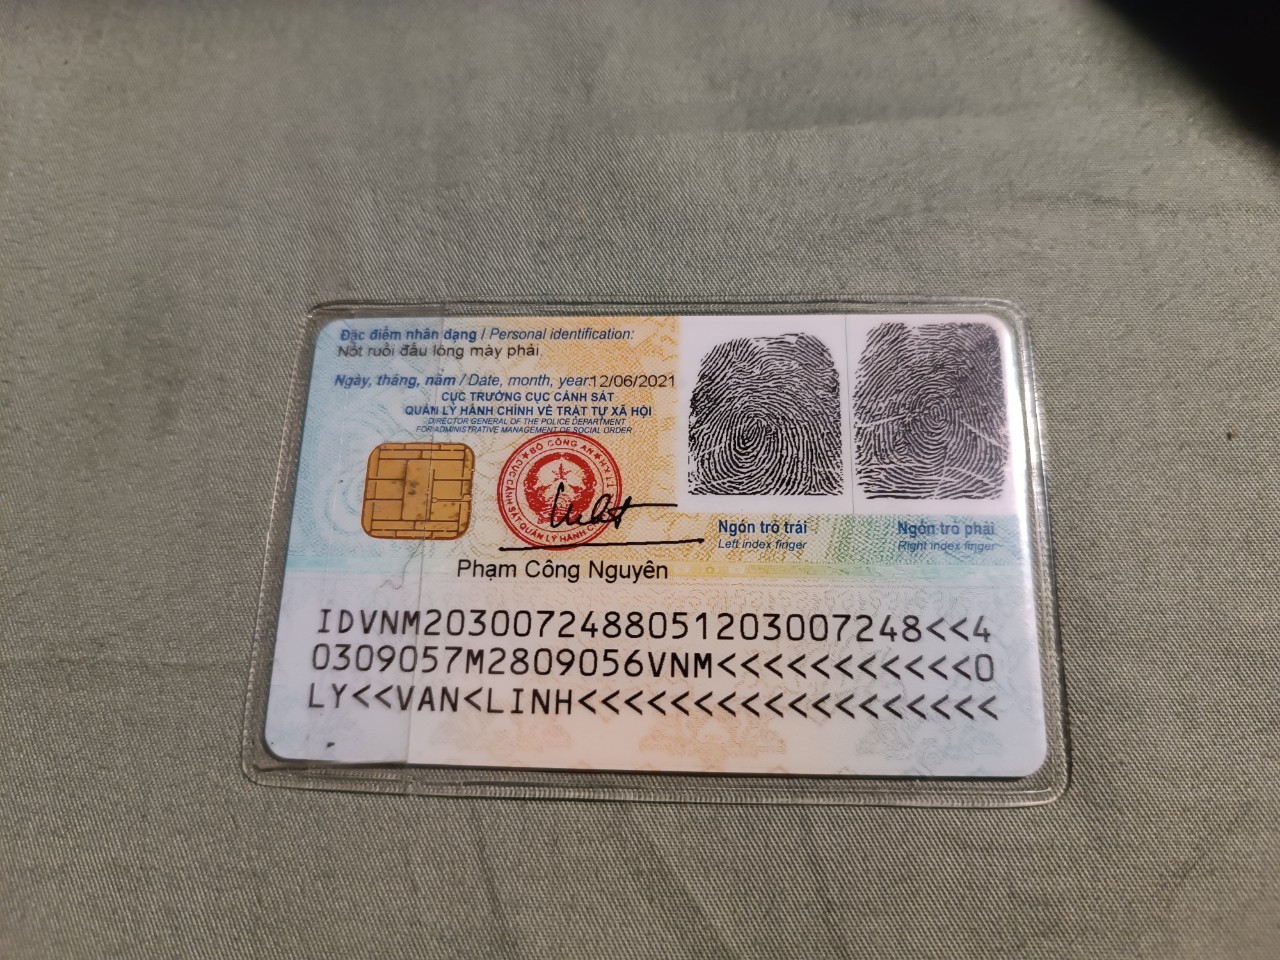 Đặc điểm nhân dạng / Personal identification:
Nốt ruồi đầu lông mày phải
Ngày, tháng, năm / Date, month, year:12/06/2021
CỤC TRƯỞNG CỤC CẢNH SÁT
QUẢN LÝ HÀNH CHÍNH VỀ TRẬT TỰ XÃ HỘI
DIRECTOR GENERAL OF THE POLICE DEPARTMENT
FOR ADMINISTRATIVE MANAGEMENT OF SOCIAL ORDER
BỘ CÔNG AN
CỤC CẢNH SÁT QUẢN LÝ HÀNH
Phạm Công Nguyên
Ngón trỏ trái
Left index finger
Ngón trỏ phải
Right index finger
IDVNM2030072488051203007248<<4
0309057M2809056VNM<<<<<<<<<<<0
LY<<VAN<LINH<<<<<<<<<<<<<<<<<<